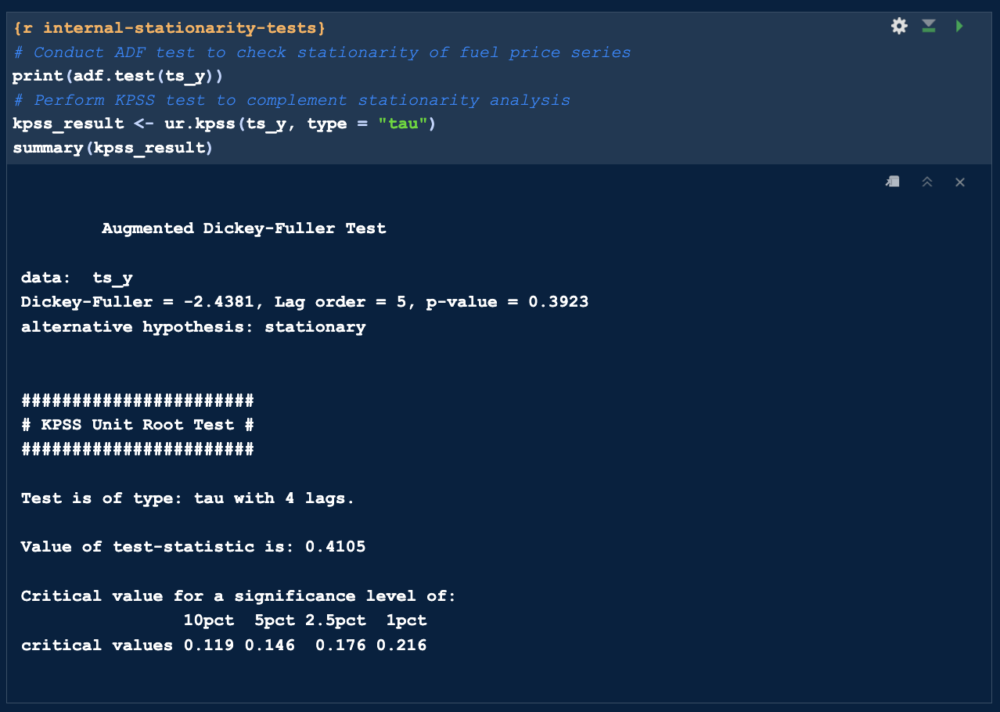 {r internal-stationarity-tests}
# Conduct ADF test to check stationarity of fuel price series
print(adf.test(ts_y))
# Perform KPSS test to complement stationarity analysis
kpss_result <- ur.kpss(ts_y, type = "tau")
summary(kpss_result)
Augmented Dickey-Fuller Test
data:  ts_y
Dickey-Fuller = -2.4381, Lag order = 5, p-value = 0.3923
alternative hypothesis: stationary
#######################
# KPSS Unit Root Test #
#######################
Test is of type: tau with 4 lags.
Value of test-statistic is: 0.4105
Critical value for a significance level of:
                10pct  5pct 2.5pct  1pct
critical values 0.119 0.146  0.176 0.216